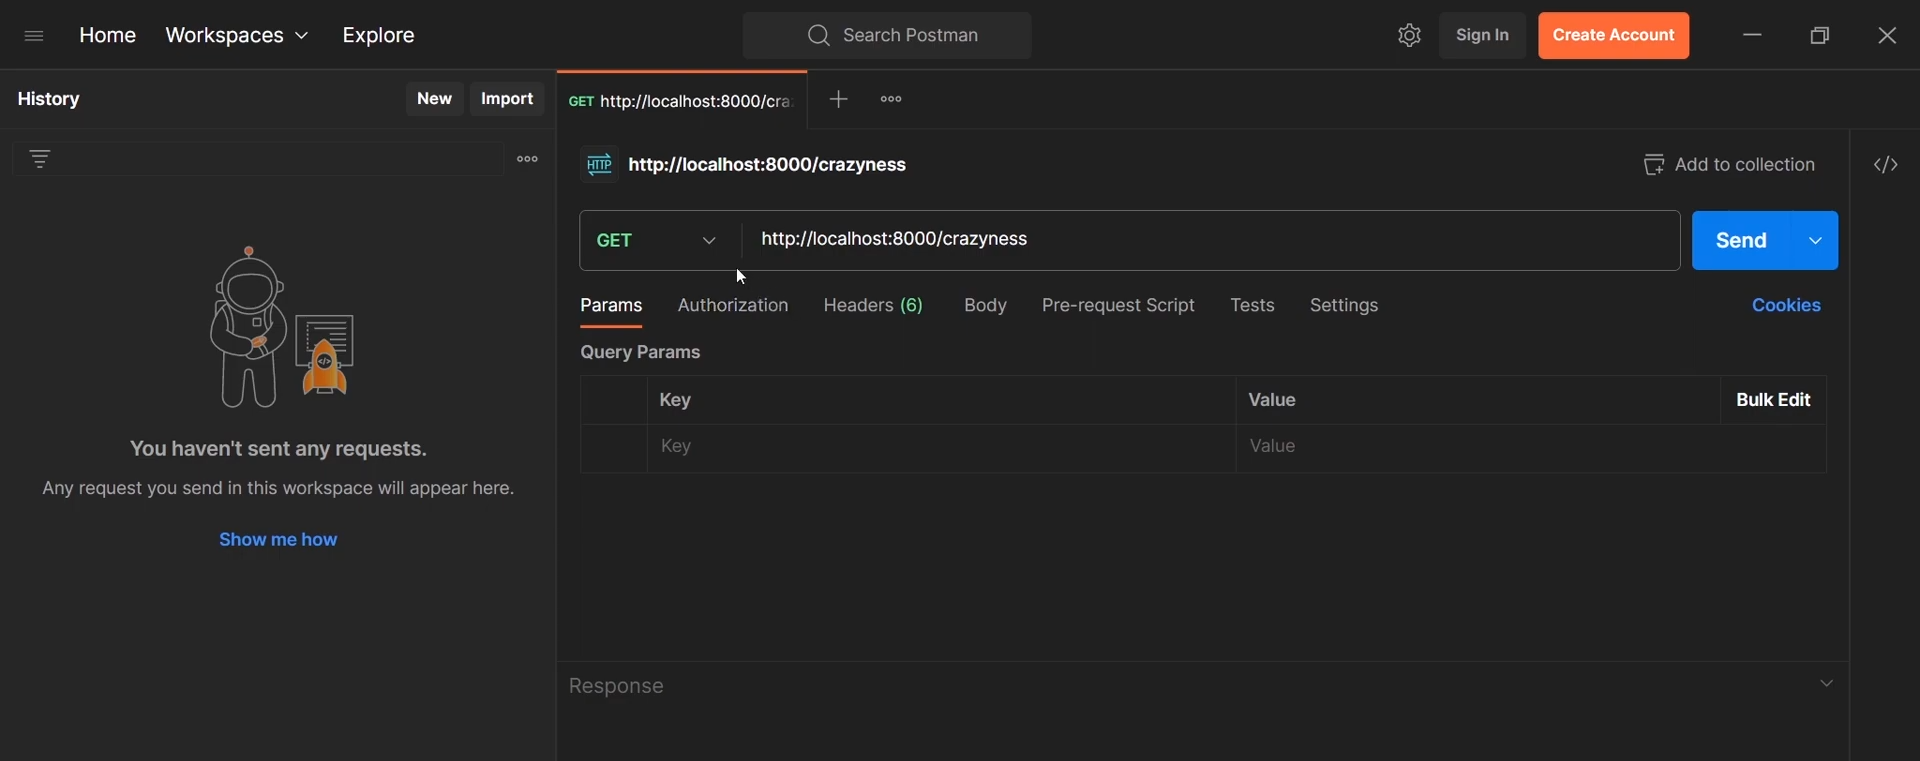 Home Workspaces Explore Search Postman Sign In Create Account
History New Import GET http://localhost:8000/cra
HTTP http://localhost:8000/crazyness Add to collection </>
GET http://localhost:8000/crazyness Send
Params Authorization Headers (6) Body Pre-request Script Tests Settings Cookies
Query Params
Key Value Bulk Edit
Key Value
</>
You haven't sent any requests.
Any request you send in this workspace will appear here.
Show me how
Response